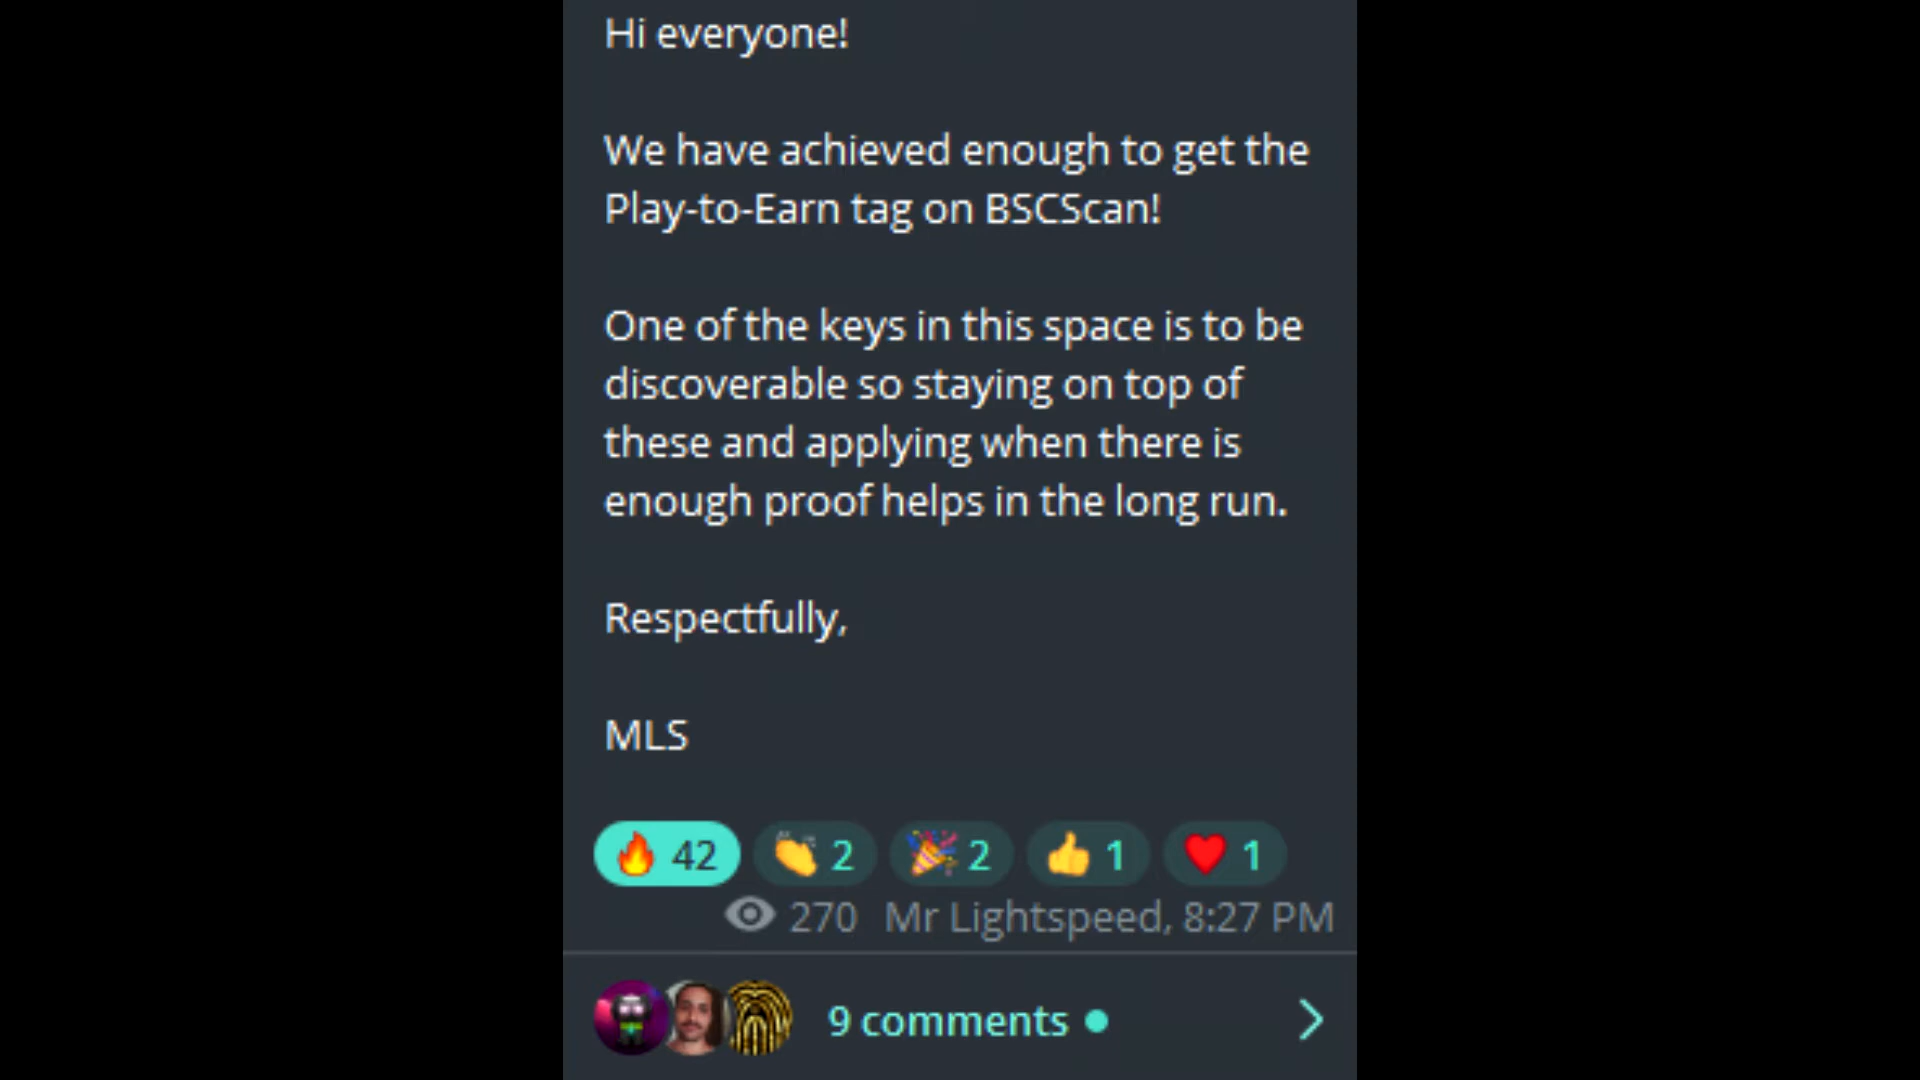 Hi everyone!
We have achieved enough to get the
Play-to-Earn tag on BSCScan!
One of the keys in this space is to be
discoverable so staying on top of
these and applying when there is
enough proof helps in the long run.
Respectfully,
MLS
🔥 42 👏 2 🎉 2 👍 1 ❤️ 1
270 Mr Lightspeed, 8:27 PM
9 comments